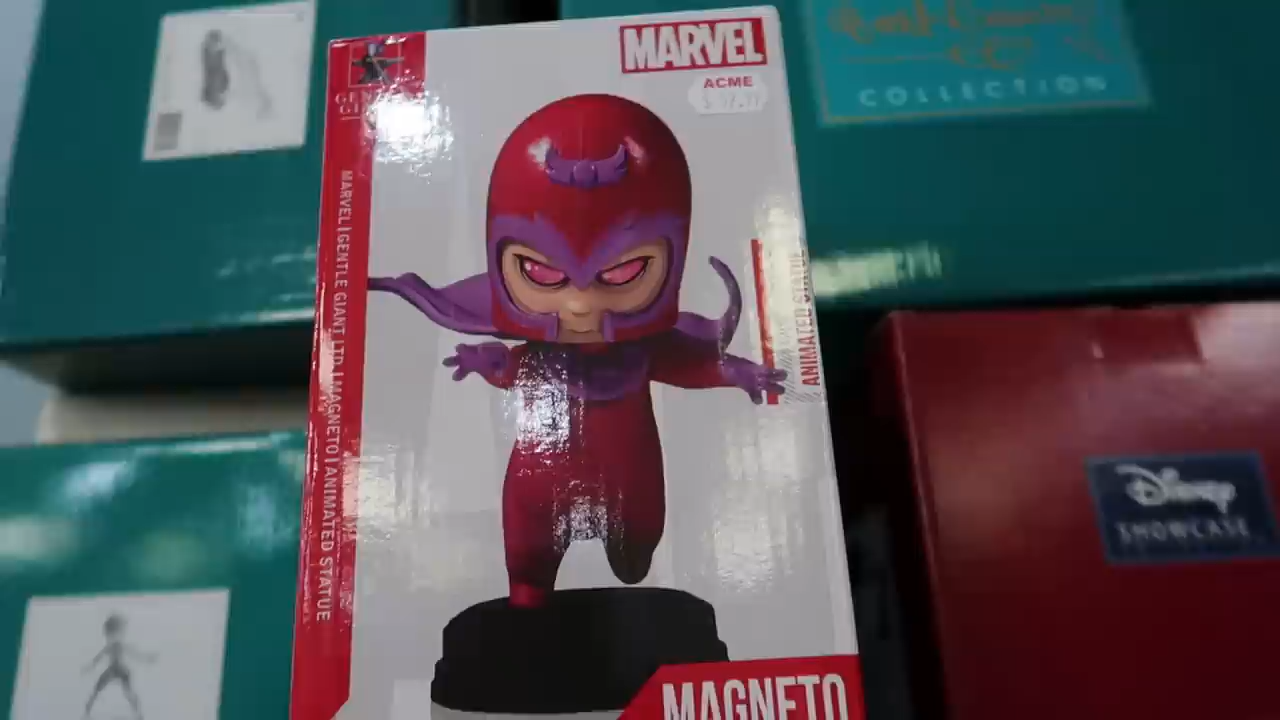 MARVEL
ACME
COLLECTION
MARVEL | GENTLE GIANT LTD. | MAGNETO | ANIMATED STATUE
ANIMATED STATUE
Disney
SHOWCASE
MAGNETO